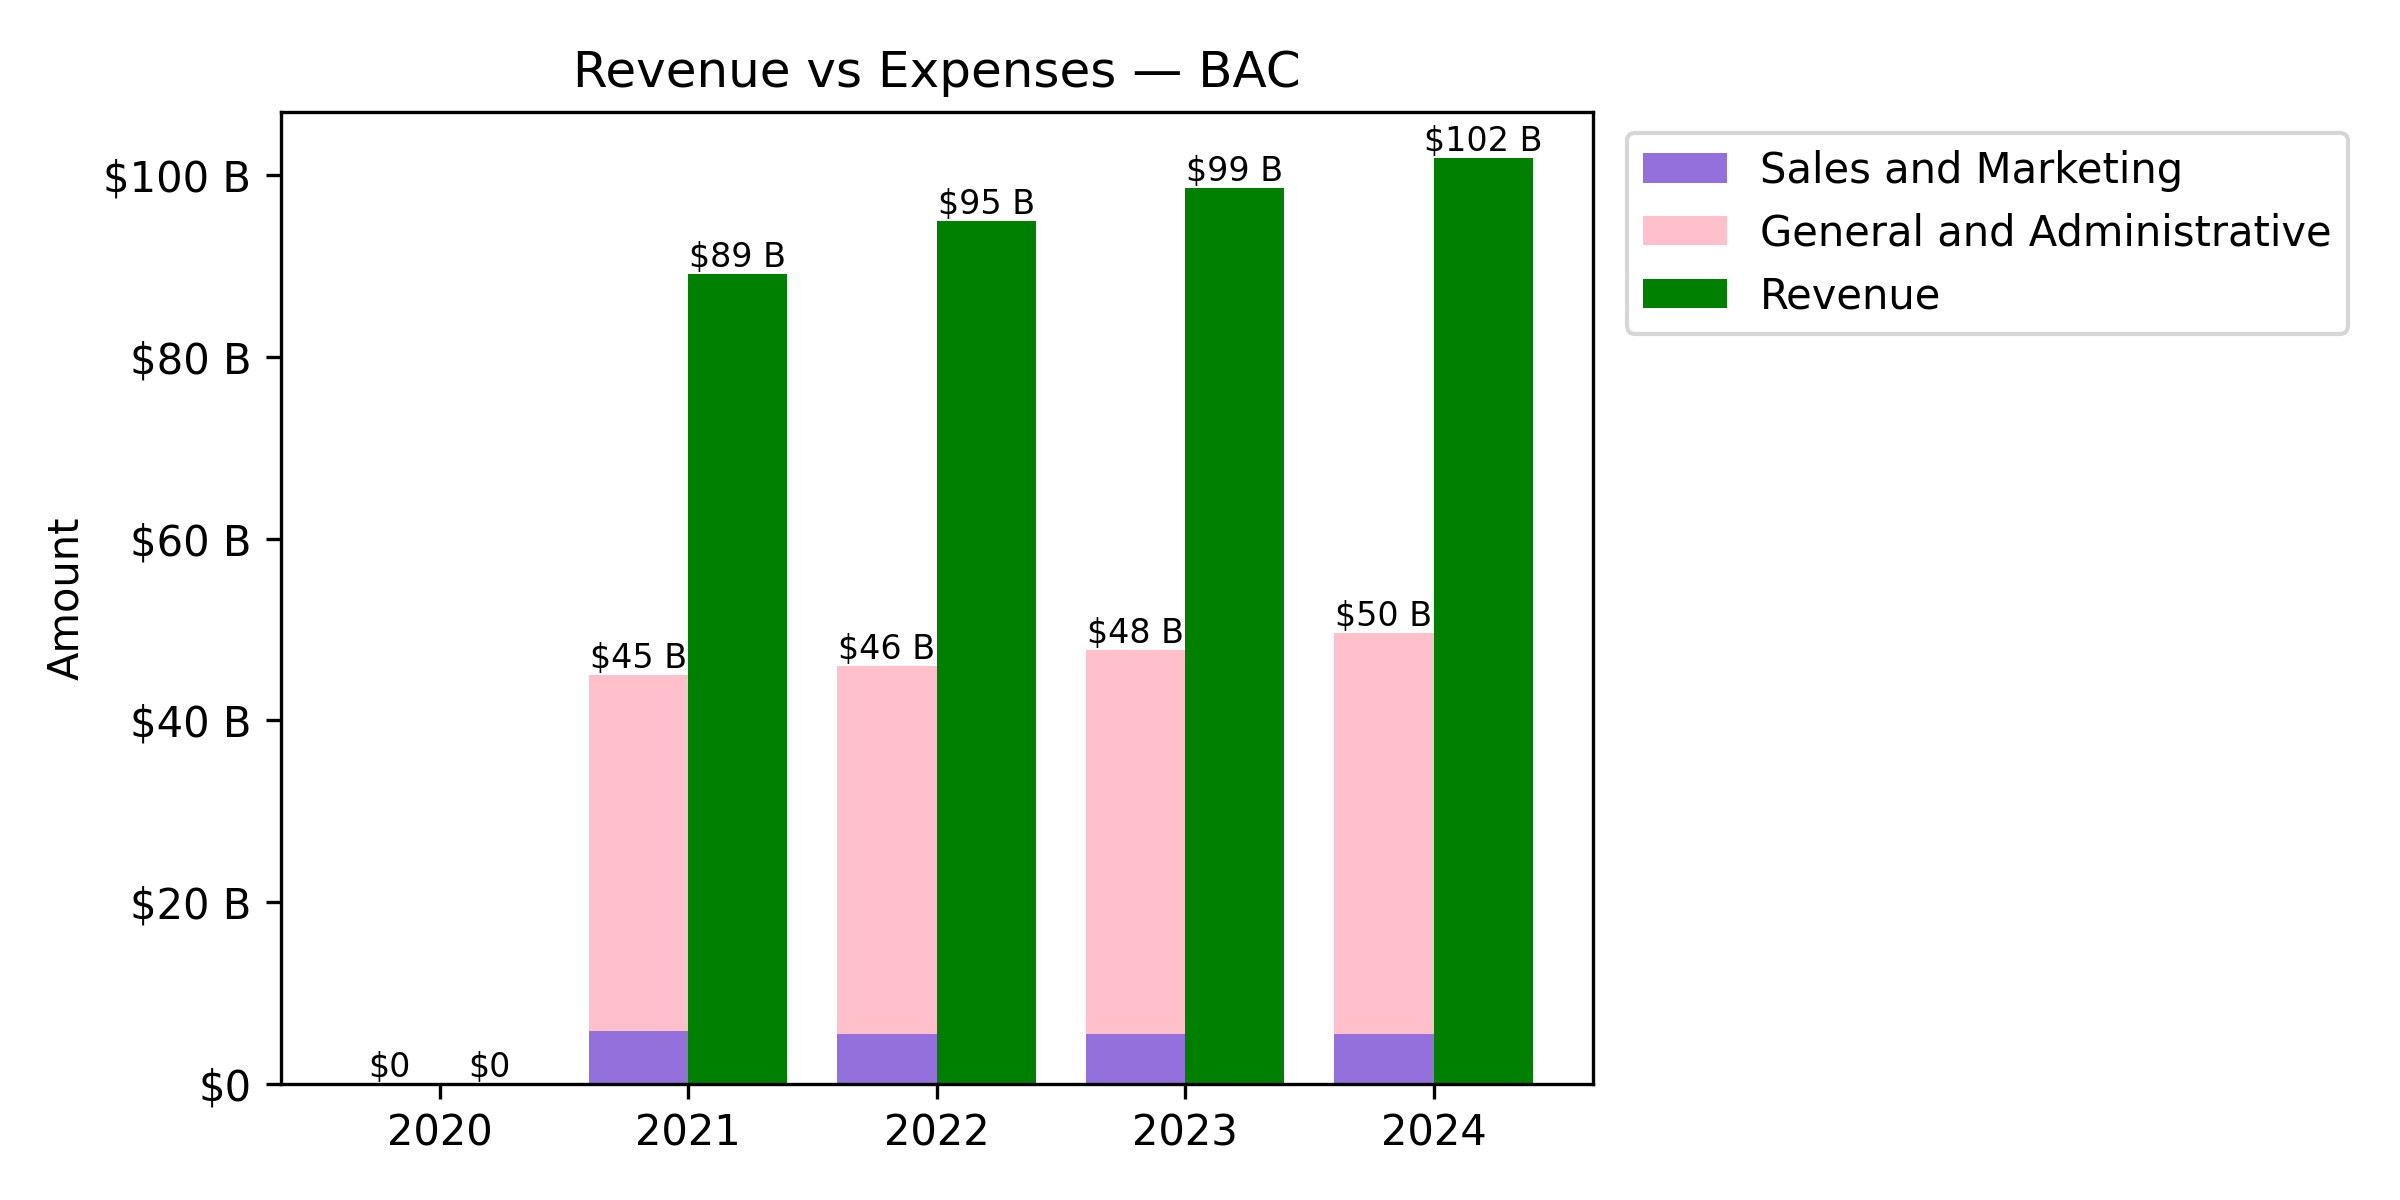 Revenue vs Expenses — BAC
Sales and Marketing
General and Administrative
Revenue
Amount
$100 B
$80 B
$60 B
$40 B
$20 B
$0
$0
$0
$45 B
$89 B
$46 B
$95 B
$48 B
$99 B
$50 B
$102 B
2020
2021
2022
2023
2024